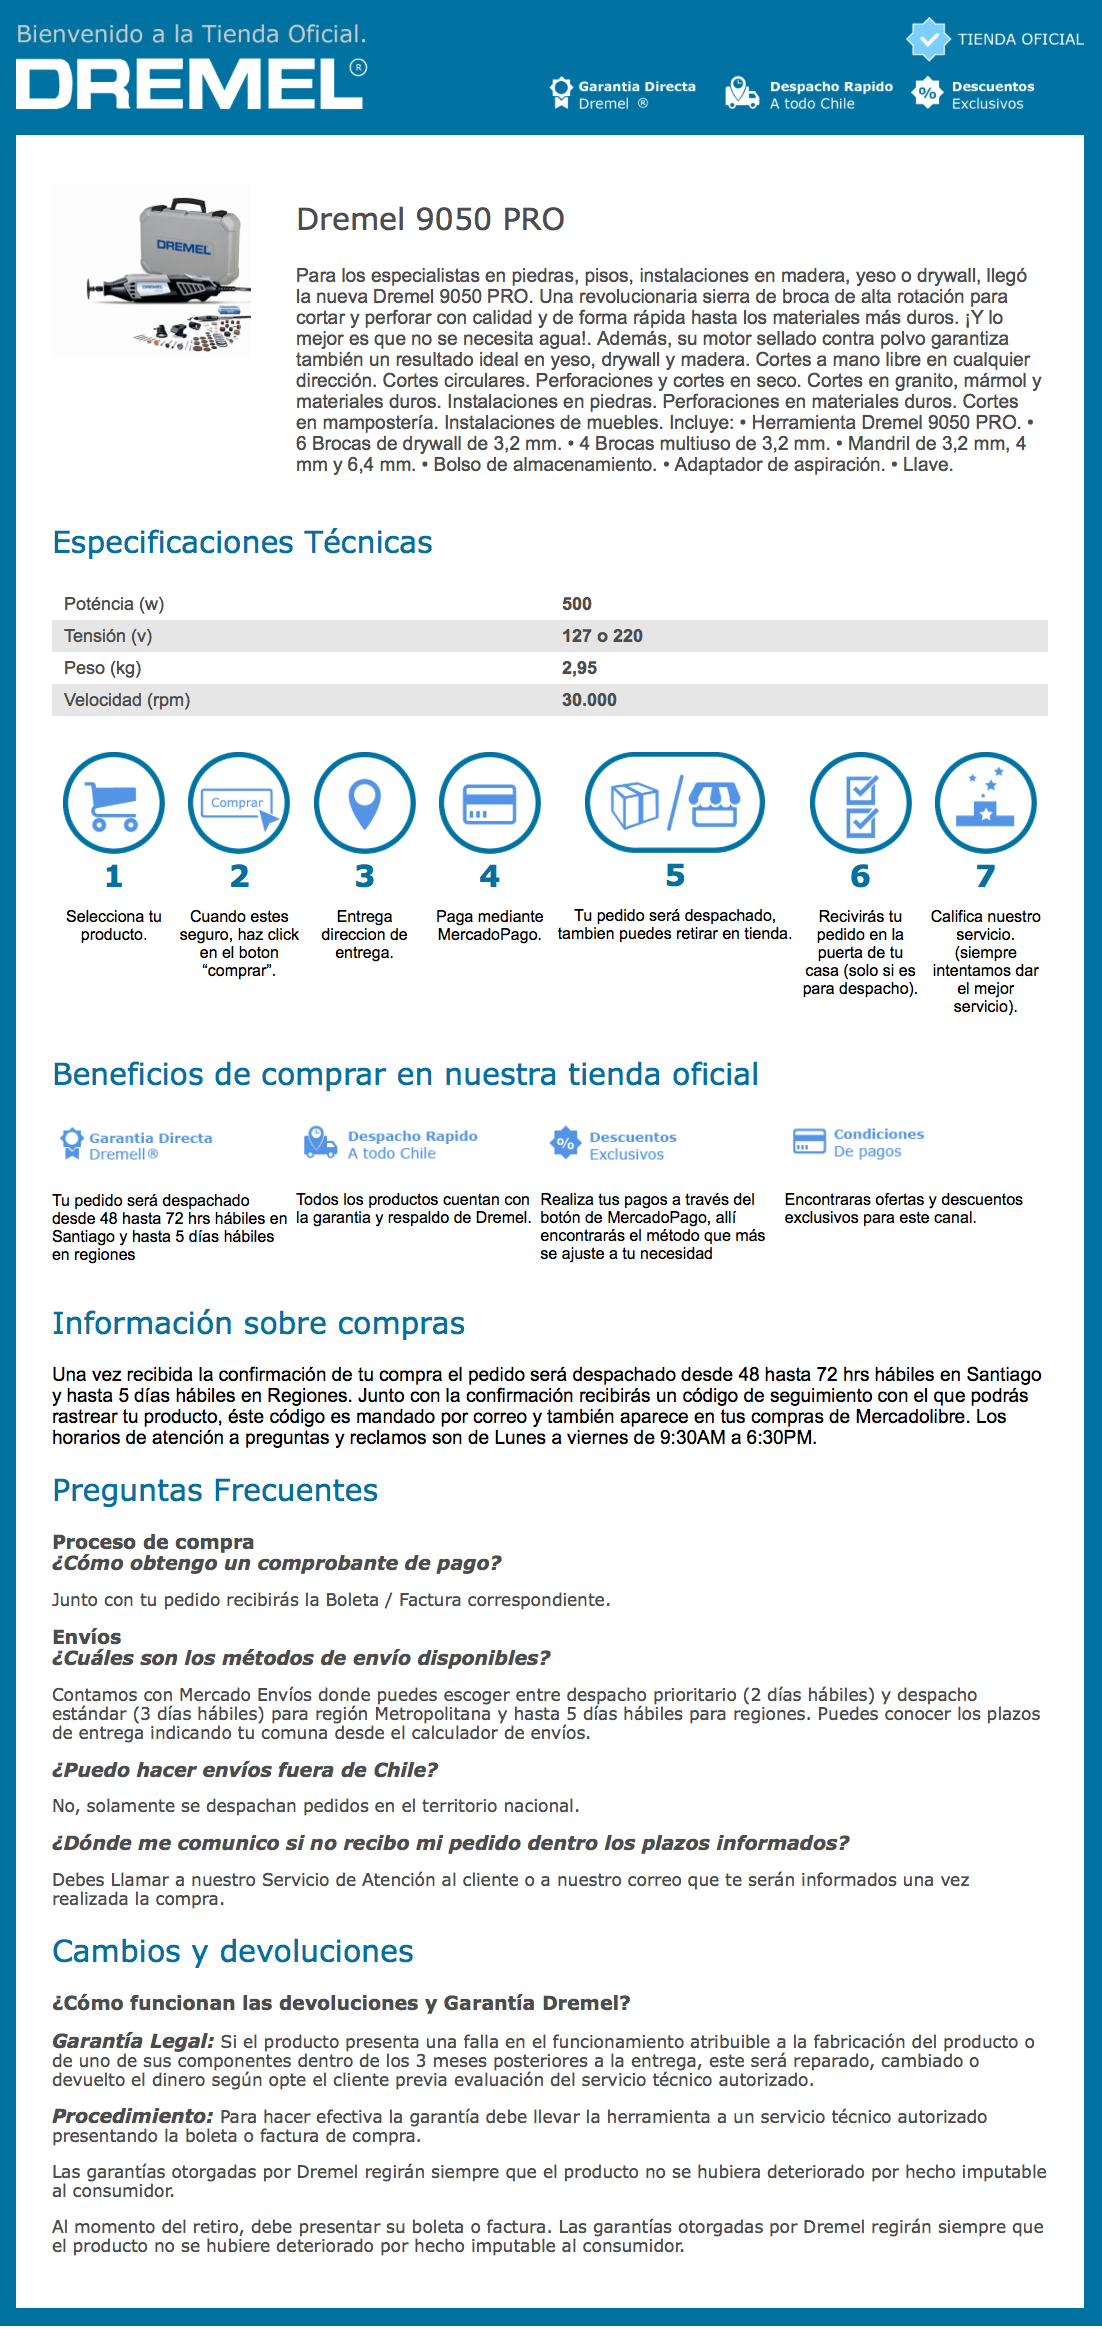 Bienvenido a la Tienda Oficial.
DREMEL®
TIENDA OFICIAL
Garantia Directa
Dremel ®
Despacho Rapido
A todo Chile
%
Descuentos
Exclusivos
DREMEL
Dremel 9050 PRO
Para los especialistas en piedras, pisos, instalaciones en madera, yeso o drywall, llegó
la nueva Dremel 9050 PRO. Una revolucionaria sierra de broca de alta rotación para
cortar y perforar con calidad y de forma rápida hasta los materiales más duros. ¡Y lo
mejor es que no se necesita agua!. Además, su motor sellado contra polvo garantiza
también un resultado ideal en yeso, drywall y madera. Cortes a mano libre en cualquier
dirección. Cortes circulares. Perforaciones y cortes en seco. Cortes en granito, mármol y
materiales duros. Instalaciones en piedras. Perforaciones en materiales duros. Cortes
en mampostería. Instalaciones de muebles. Incluye: • Herramienta Dremel 9050 PRO. •
6 Brocas de drywall de 3,2 mm. • 4 Brocas multiuso de 3,2 mm. • Mandril de 3,2 mm, 4
mm y 6,4 mm. • Bolso de almacenamiento. • Adaptador de aspiración. • Llave.
Especificaciones Técnicas
Poténcia (w) 500
Tensión (v) 127 o 220
Peso (kg) 2,95
Velocidad (rpm) 30.000
Comprar
1
Selecciona tu
producto.
2
Cuando estes
seguro, haz click
en el boton
“comprar”.
3
Entrega
direccion de
entrega.
4
Paga mediante
MercadoPago.
5
Tu pedido será despachado,
tambien puedes retirar en tienda.
6
Recivirás tu
pedido en la
puerta de tu
casa (solo si es
para despacho).
7
Califica nuestro
servicio.
(siempre
intentamos dar
el mejor
servicio).
Beneficios de comprar en nuestra tienda oficial
Garantia Directa
Dremell®
Tu pedido será despachado
desde 48 hasta 72 hrs hábiles en
Santiago y hasta 5 días hábiles
en regiones
Despacho Rapido
A todo Chile
Todos los productos cuentan con
la garantia y respaldo de Dremel.
%
Descuentos
Exclusivos
Realiza tus pagos a través del
botón de MercadoPago, allí
encontrarás el método que más
se ajuste a tu necesidad
Condiciones
De pagos
Encontraras ofertas y descuentos
exclusivos para este canal.
Información sobre compras
Una vez recibida la confirmación de tu compra el pedido será despachado desde 48 hasta 72 hrs hábiles en Santiago
y hasta 5 días hábiles en Regiones. Junto con la confirmación recibirás un código de seguimiento con el que podrás
rastrear tu producto, éste código es mandado por correo y también aparece en tus compras de Mercadolibre. Los
horarios de atención a preguntas y reclamos son de Lunes a viernes de 9:30AM a 6:30PM.
Preguntas Frecuentes
Proceso de compra
¿Cómo obtengo un comprobante de pago?
Junto con tu pedido recibirás la Boleta / Factura correspondiente.
Envíos
¿Cuáles son los métodos de envío disponibles?
Contamos con Mercado Envíos donde puedes escoger entre despacho prioritario (2 días hábiles) y despacho
estándar (3 días hábiles) para región Metropolitana y hasta 5 días hábiles para regiones. Puedes conocer los plazos
de entrega indicando tu comuna desde el calculador de envíos.
¿Puedo hacer envíos fuera de Chile?
No, solamente se despachan pedidos en el territorio nacional.
¿Dónde me comunico si no recibo mi pedido dentro los plazos informados?
Debes Llamar a nuestro Servicio de Atención al cliente o a nuestro correo que te serán informados una vez
realizada la compra.
Cambios y devoluciones
¿Cómo funcionan las devoluciones y Garantía Dremel?
Garantía Legal: Si el producto presenta una falla en el funcionamiento atribuible a la fabricación del producto o
de uno de sus componentes dentro de los 3 meses posteriores a la entrega, este será reparado, cambiado o
devuelto el dinero según opte el cliente previa evaluación del servicio técnico autorizado.
Procedimiento: Para hacer efectiva la garantía debe llevar la herramienta a un servicio técnico autorizado
presentando la boleta o factura de compra.
Las garantías otorgadas por Dremel regirán siempre que el producto no se hubiera deteriorado por hecho imputable
al consumidor.
Al momento del retiro, debe presentar su boleta o factura. Las garantías otorgadas por Dremel regirán siempre que
el producto no se hubiere deteriorado por hecho imputable al consumidor.